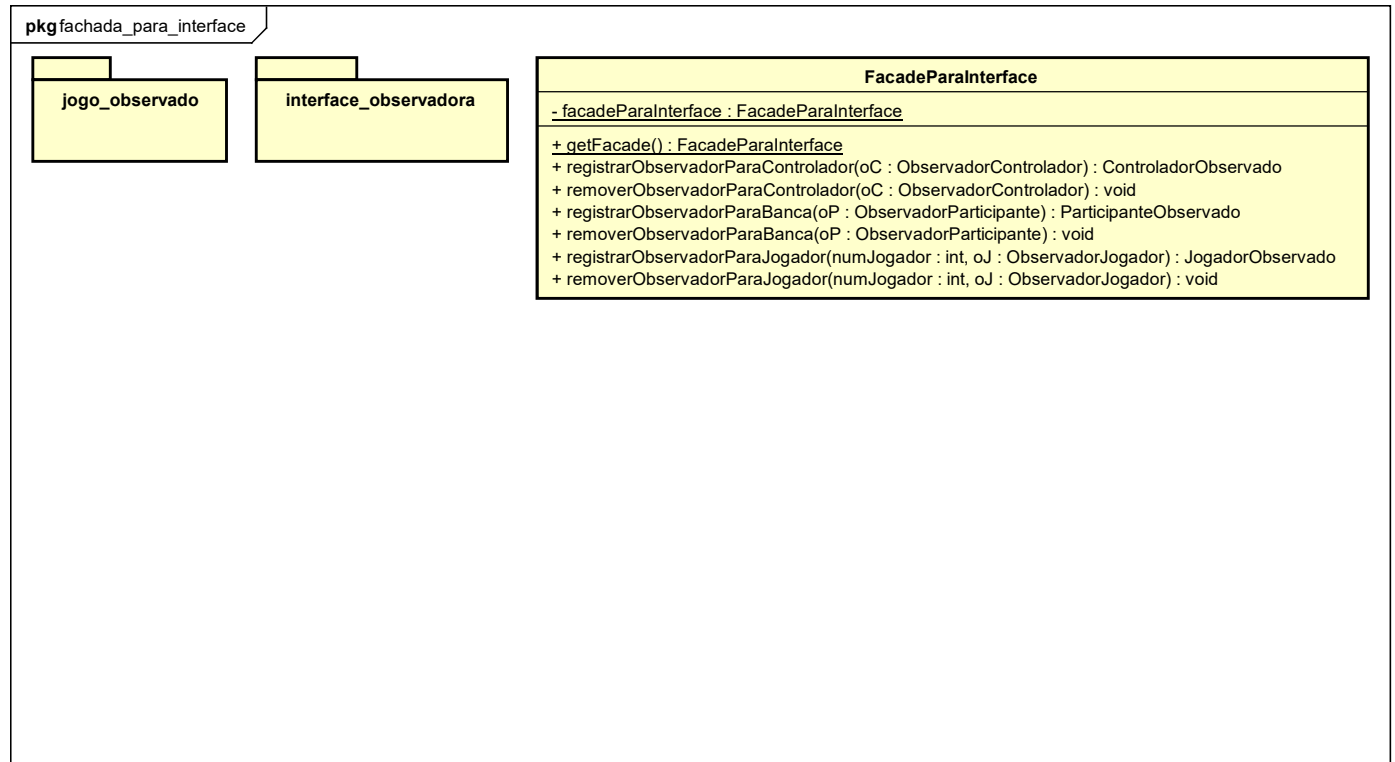 pkg fachada_para_interface
jogo_observado
interface_observadora
FacadeParaInterface
- facadeParaInterface : FacadeParaInterface
+ getFacade() : FacadeParaInterface
+ registrarObservadorParaControlador(oC : ObservadorControlador) : ControladorObservado
+ removerObservadorParaControlador(oC : ObservadorControlador) : void
+ registrarObservadorParaBanca(oP : ObservadorParticipante) : ParticipanteObservado
+ removerObservadorParaBanca(oP : ObservadorParticipante) : void
+ registrarObservadorParaJogador(numJogador : int, oJ : ObservadorJogador) : JogadorObservado
+ removerObservadorParaJogador(numJogador : int, oJ : ObservadorJogador) : void